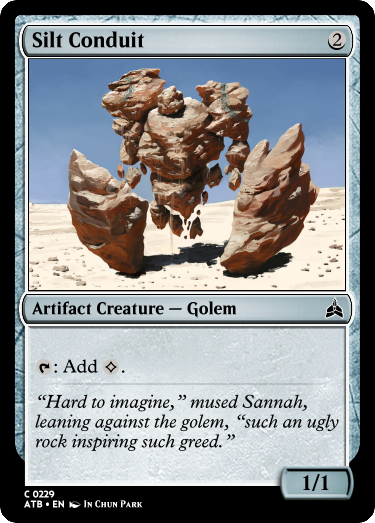 Silt Conduit 2
Artifact Creature — Golem
: Add .
“Hard to imagine,” mused Sannah,
leaning against the golem, “such an ugly
rock inspiring such greed.”
1/1
C 0229
ATB • EN In Chun Park